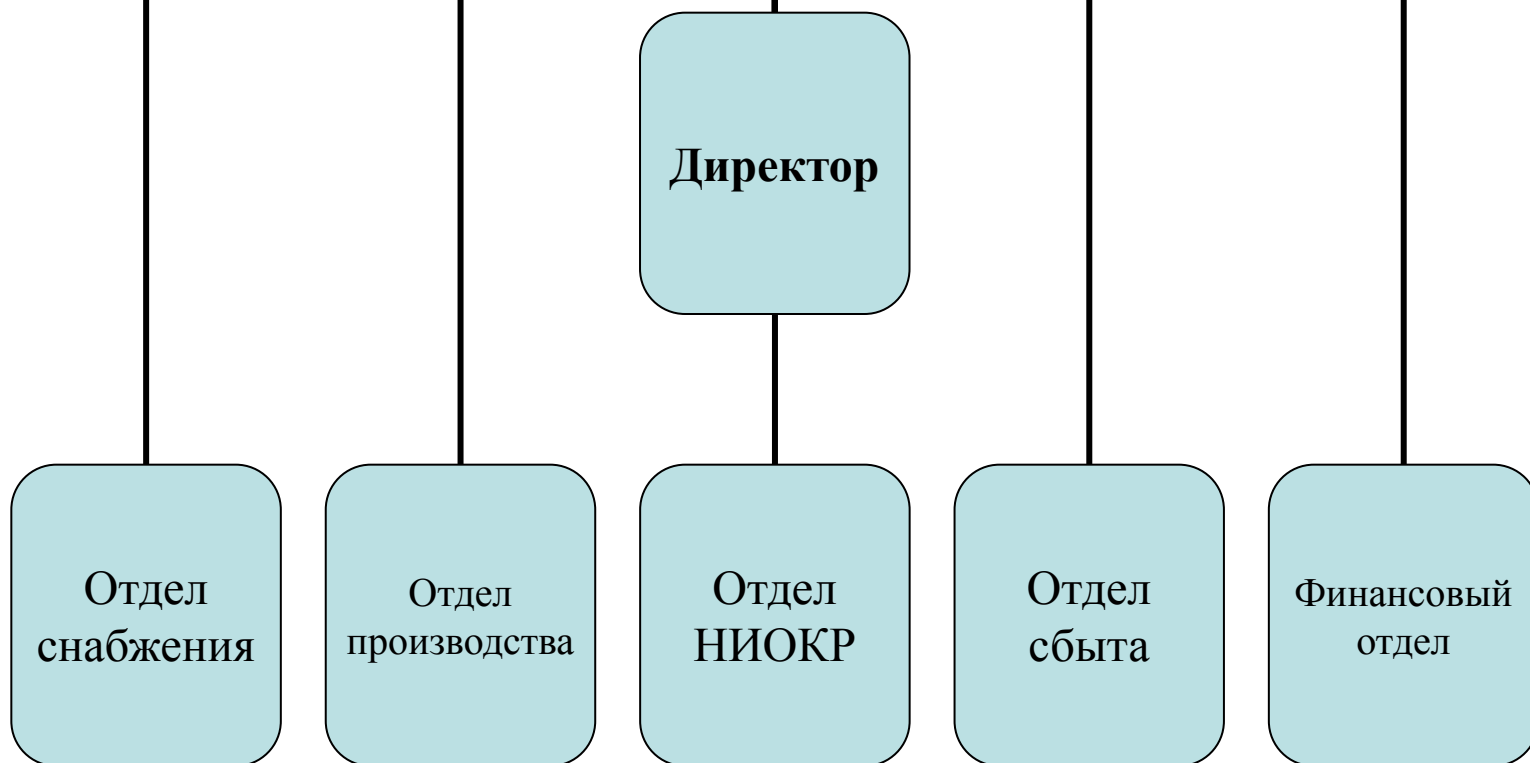 Директор
Отдел
снабжения
Отдел
производства
Отдел
НИОКР
Отдел
сбыта
Финансовый
отдел